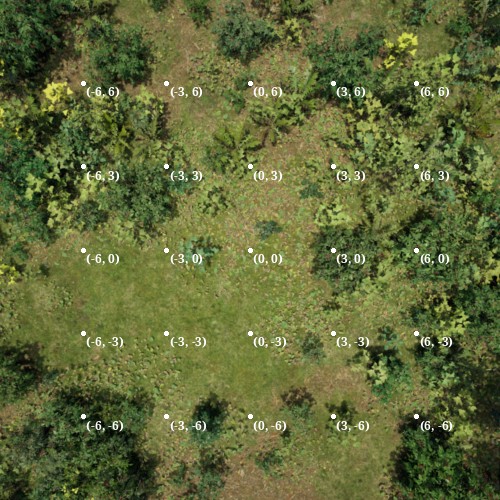 (-6, 6) (-3, 6) (0, 6) (3, 6) (6, 6)
(-6, 3) (-3, 3) (0, 3) (3, 3) (6, 3)
(-6, 0) (-3, 0) (0, 0) (3, 0) (6, 0)
(-6, -3) (-3, -3) (0, -3) (3, -3) (6, -3)
(-6, -6) (-3, -6) (0, -6) (3, -6) (6, -6)